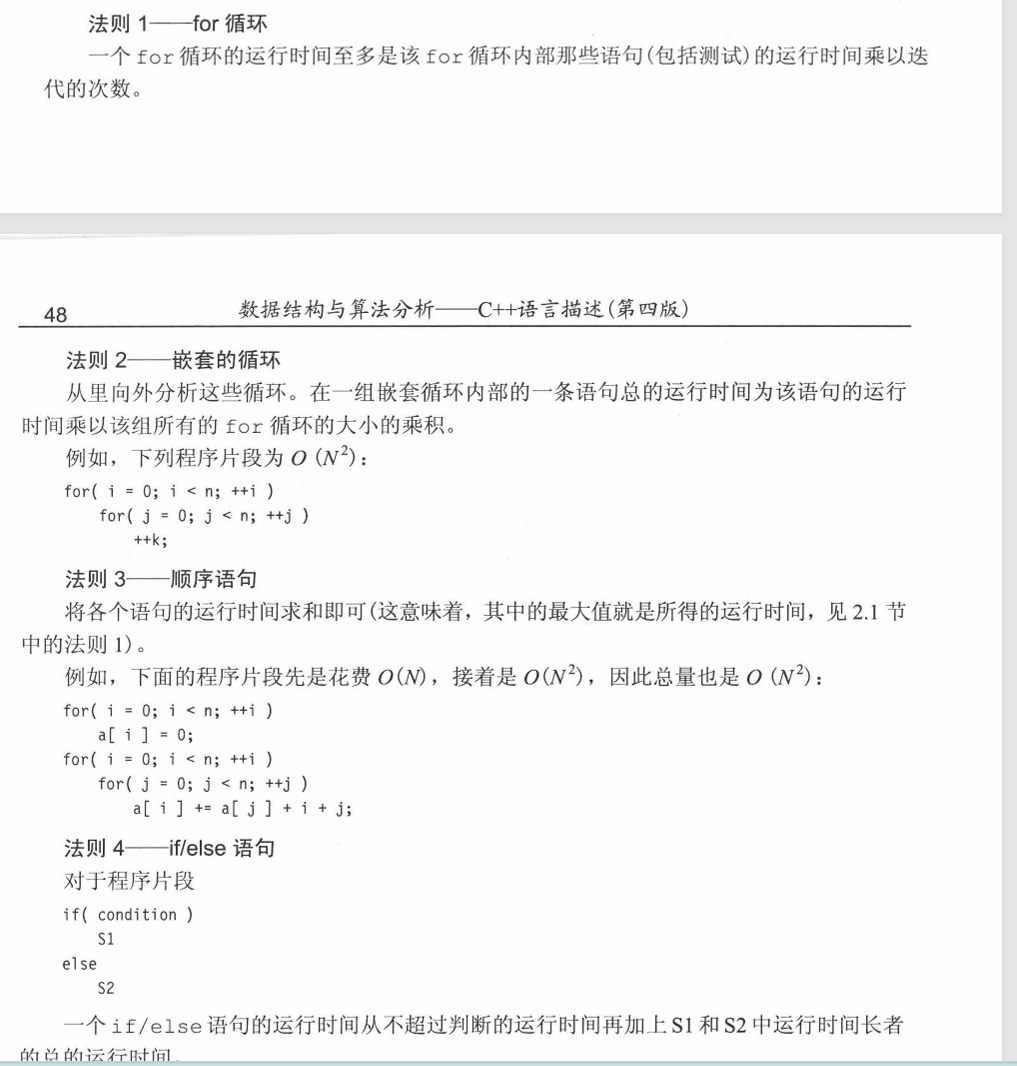 法则 1——for 循环
一个 for 循环的运行时间至多是该 for 循环内部那些语句(包括测试)的运行时间乘以迭
代的次数。
48
数据结构与算法分析——C++语言描述(第四版)
法则 2——嵌套的循环
从里向外分析这些循环。在一组嵌套循环内部的一条语句总的运行时间为该语句的运行
时间乘以该组所有的 for 循环的大小的乘积。
例如，下列程序片段为 O (N²)：
for( i = 0; i < n; ++i )
for( j = 0; j < n; ++j )
++k;
法则 3——顺序语句
将各个语句的运行时间求和即可(这意味着，其中的最大值就是所得的运行时间，见 2.1 节
中的法则 1)。
例如，下面的程序片段先是花费 O(N)，接着是 O(N²)，因此总量也是 O (N²)：
for( i = 0; i < n; ++i )
a[ i ] = 0;
for( i = 0; i < n; ++i )
for( j = 0; j < n; ++j )
a[ i ] += a[ j ] + i + j;
法则 4——if/else 语句
对于程序片段
if( condition )
S1
else
S2
一个 if/else 语句的运行时间从不超过判断的运行时间再加上 S1 和 S2 中运行时间长者
的总的运行时间。